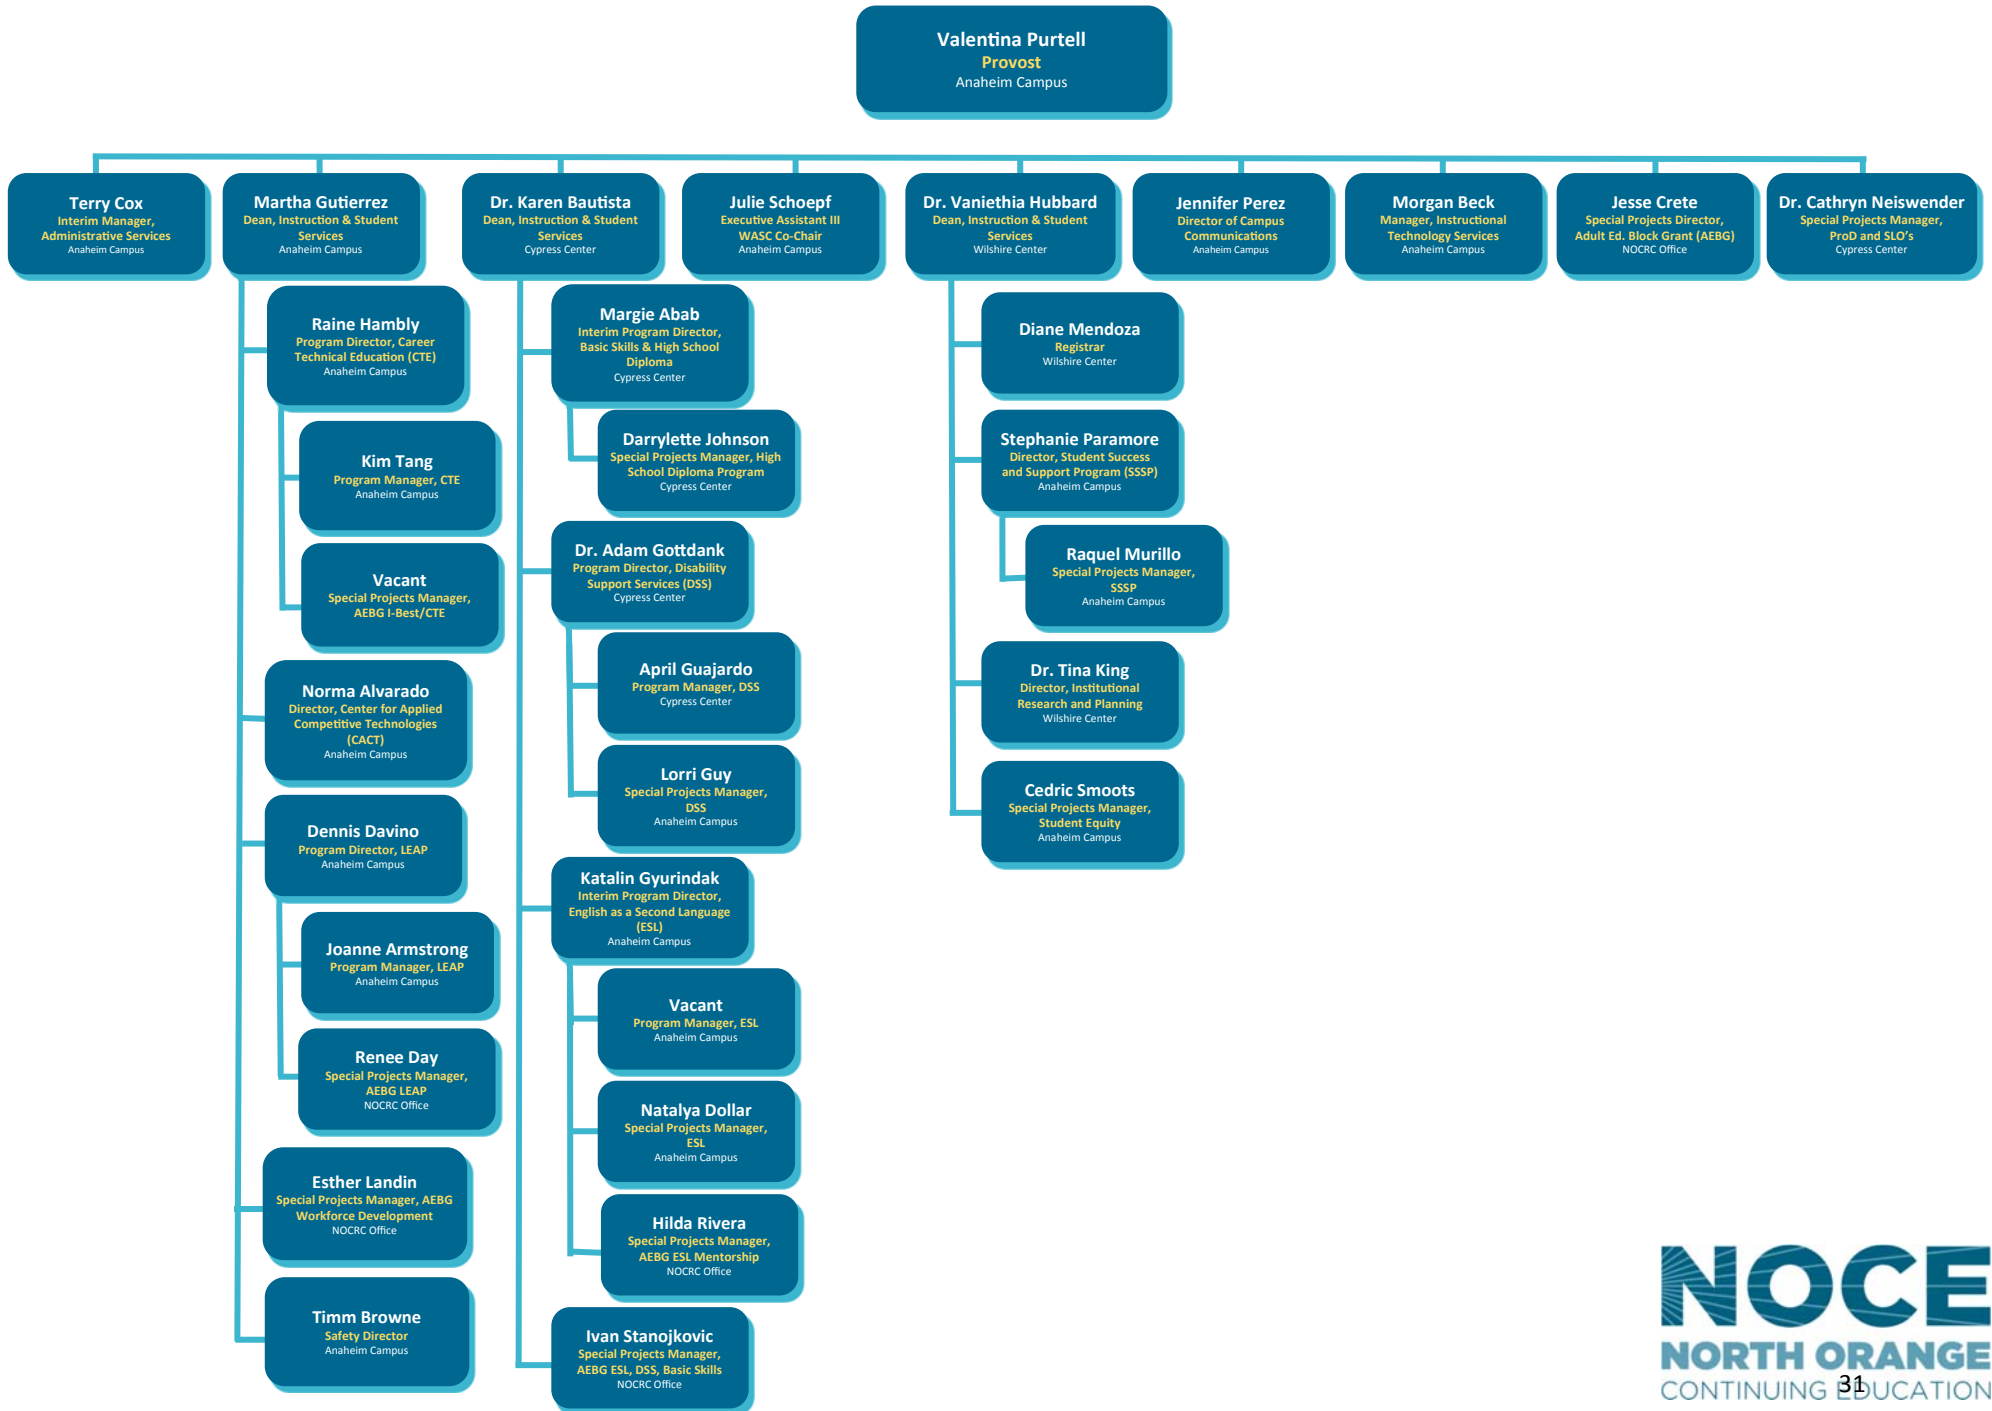 Valentina Purtell
Provost
Anaheim Campus
Terry Cox
Interim Manager,
Administrative Services
Anaheim Campus
Martha Gutierrez
Dean, Instruction & Student
Services
Anaheim Campus
Dr. Karen Bautista
Dean, Instruction & Student
Services
Cypress Center
Julie Schoepf
Executive Assistant III
WASC Co-Chair
Anaheim Campus
Dr. Vaniethia Hubbard
Dean, Instruction & Student
Services
Wilshire Center
Jennifer Perez
Director of Campus
Communications
Anaheim Campus
Morgan Beck
Manager, Instructional
Technology Services
Anaheim Campus
Jesse Crete
Special Projects Director,
Adult Ed. Block Grant (AEBG)
NOCRC Office
Dr. Cathryn Neiswender
Special Projects Manager,
ProD and SLO's
Cypress Center
Raine Hambly
Program Director, Career
Technical Education (CTE)
Anaheim Campus
Kim Tang
Program Manager, CTE
Anaheim Campus
Vacant
Special Projects Manager,
AEBG I-Best/CTE
Norma Alvarado
Director, Center for Applied
Competitive Technologies
(CACT)
Anaheim Campus
Dennis Davino
Program Director, LEAP
Anaheim Campus
Joanne Armstrong
Program Manager, LEAP
Anaheim Campus
Renee Day
Special Projects Manager,
AEBG LEAP
NOCRC Office
Esther Landin
Special Projects Manager, AEBG
Workforce Development
NOCRC Office
Timm Browne
Safety Director
Anaheim Campus
Margie Abab
Interim Program Director,
Basic Skills & High School
Diploma
Cypress Center
Darrylette Johnson
Special Projects Manager, High
School Diploma Program
Cypress Center
Dr. Adam Gottdank
Program Director, Disability
Support Services (DSS)
Cypress Center
April Guajardo
Program Manager, DSS
Cypress Center
Lorri Guy
Special Projects Manager,
DSS
Anaheim Campus
Katalin Gyurindak
Interim Program Director,
English as a Second Language
(ESL)
Anaheim Campus
Vacant
Program Manager, ESL
Anaheim Campus
Natalya Dollar
Special Projects Manager,
ESL
Anaheim Campus
Hilda Rivera
Special Projects Manager,
AEBG ESL Mentorship
NOCRC Office
Ivan Stanojkovic
Special Projects Manager,
AEBG ESL, DSS, Basic Skills
NOCRC Office
Diane Mendoza
Registrar
Wilshire Center
Stephanie Paramore
Director, Student Success
and Support Program (SSSP)
Anaheim Campus
Raquel Murillo
Special Projects Manager,
SSSP
Anaheim Campus
Dr. Tina King
Director, Institutional
Research and Planning
Wilshire Center
Cedric Smoots
Special Projects Manager,
Student Equity
Anaheim Campus
NOCE
NORTH ORANGE
CONTINUING EDUCATION
31